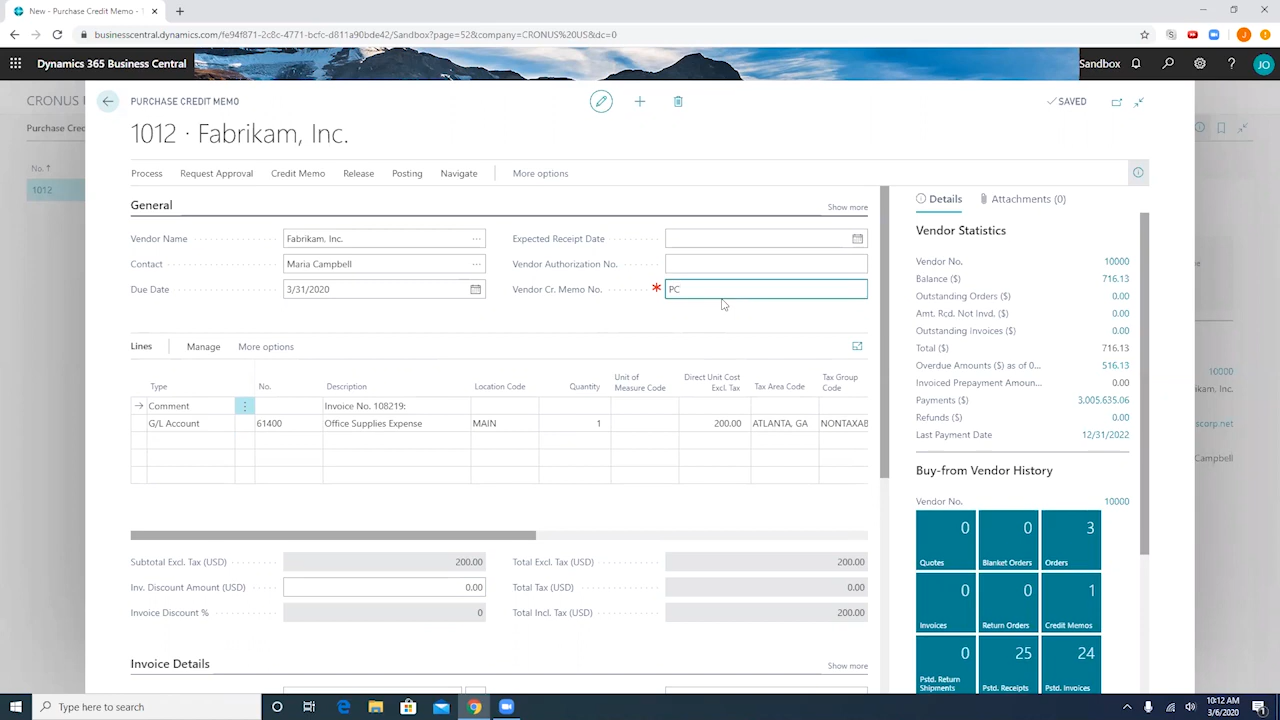 New - Purchase Credit Memo - 1
businesscentral.dynamics.com/fe94f871-2c8c-4771-bcfc-d811a90bde42/Sandbox?page=52&company=CRONUS%20US&dc=0
Dynamics 365 Business Central
Sandbox
JO
CRONUS
Purchase Credit
No. ↑
1012
PURCHASE CREDIT MEMO
✓ SAVED
1012 · Fabrikam, Inc.
Process Request Approval Credit Memo Release Posting Navigate More options
General
Show more
Vendor Name Fabrikam, Inc.
Expected Receipt Date
Contact Maria Campbell
Vendor Authorization No.
Due Date 3/31/2020
Vendor Cr. Memo No. * PC
Lines Manage More options
Type No. Description Location Code Quantity Unit of Measure Code Direct Unit Cost Excl. Tax Tax Area Code Tax Group Code
Comment Invoice No. 108219:
G/L Account 61400 Office Supplies Expense MAIN 1 200.00 ATLANTA, GA NONTAXAB
Subtotal Excl. Tax (USD) 200.00
Total Excl. Tax (USD) 200.00
Inv. Discount Amount (USD) 0.00
Total Tax (USD) 0.00
Invoice Discount % 0
Total Incl. Tax (USD) 200.00
Invoice Details
Show more
Details Attachments (0)
Vendor Statistics
Vendor No. 10000
Balance ($) 716.13
Outstanding Orders ($) 0.00
Amt. Rcd. Not Invd. ($) 0.00
Outstanding Invoices ($) 0.00
Total ($) 716.13
Overdue Amounts ($) as of 0... 516.13
Invoiced Prepayment Amoun... 0.00
Payments ($) 3,005,635.06
Refunds ($) 0.00
Last Payment Date 12/31/2022
Buy-from Vendor History
Vendor No. 10000
0 Quotes
0 Blanket Orders
3 Orders
0 Invoices
0 Return Orders
1 Credit Memos
0 Pstd. Return Shipments
25 Pstd. Receipts
24 Pstd. Invoices
10000
kam, Inc.
scorp.net
Campbell
Type here to search
10:12 AM
3/6/2020